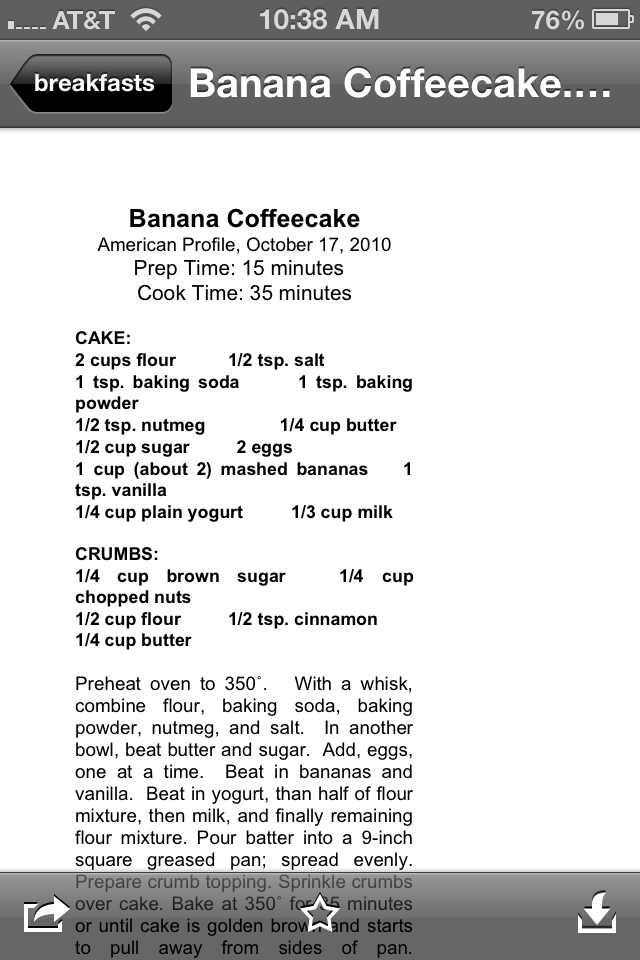 AT&T 10:38 AM 76%
breakfasts Banana Coffeecake....
Banana Coffeecake
American Profile, October 17, 2010
Prep Time: 15 minutes
Cook Time: 35 minutes
CAKE:
2 cups flour 1/2 tsp. salt
1 tsp. baking soda 1 tsp. baking
powder
1/2 tsp. nutmeg 1/4 cup butter
1/2 cup sugar 2 eggs
1 cup (about 2) mashed bananas 1
tsp. vanilla
1/4 cup plain yogurt 1/3 cup milk
CRUMBS:
1/4 cup brown sugar 1/4 cup
chopped nuts
1/2 cup flour 1/2 tsp. cinnamon
1/4 cup butter
Preheat oven to 350˚. With a whisk,
combine flour, baking soda, baking
powder, nutmeg, and salt. In another
bowl, beat butter and sugar. Add, eggs,
one at a time. Beat in bananas and
vanilla. Beat in yogurt, than half of flour
mixture, then milk, and finally remaining
flour mixture. Pour batter into a 9-inch
square greased pan; spread evenly.
Prepare crumb topping. Sprinkle crumbs
over cake. Bake at 350˚ for 35 minutes
or until cake is golden brown and starts
to pull away from sides of pan.